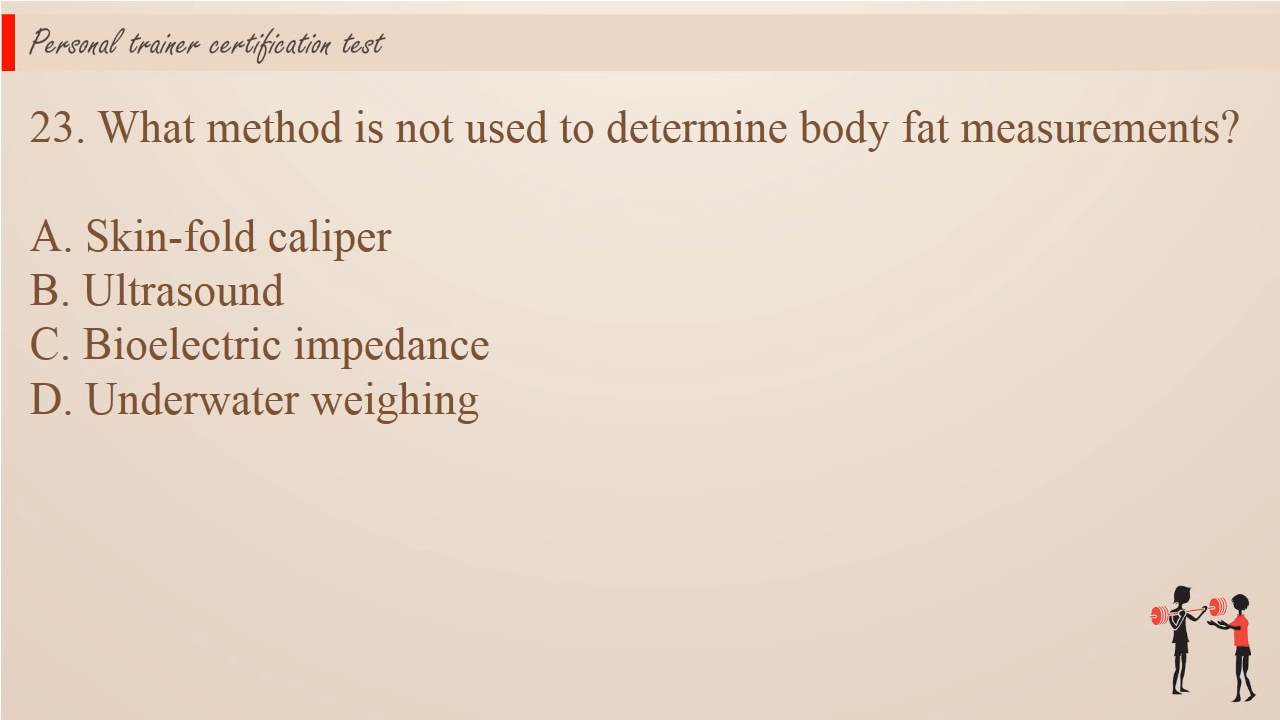 Personal trainer certification test
23. What method is not used to determine body fat measurements?
A. Skin-fold caliper
B. Ultrasound
C. Bioelectric impedance
D. Underwater weighing